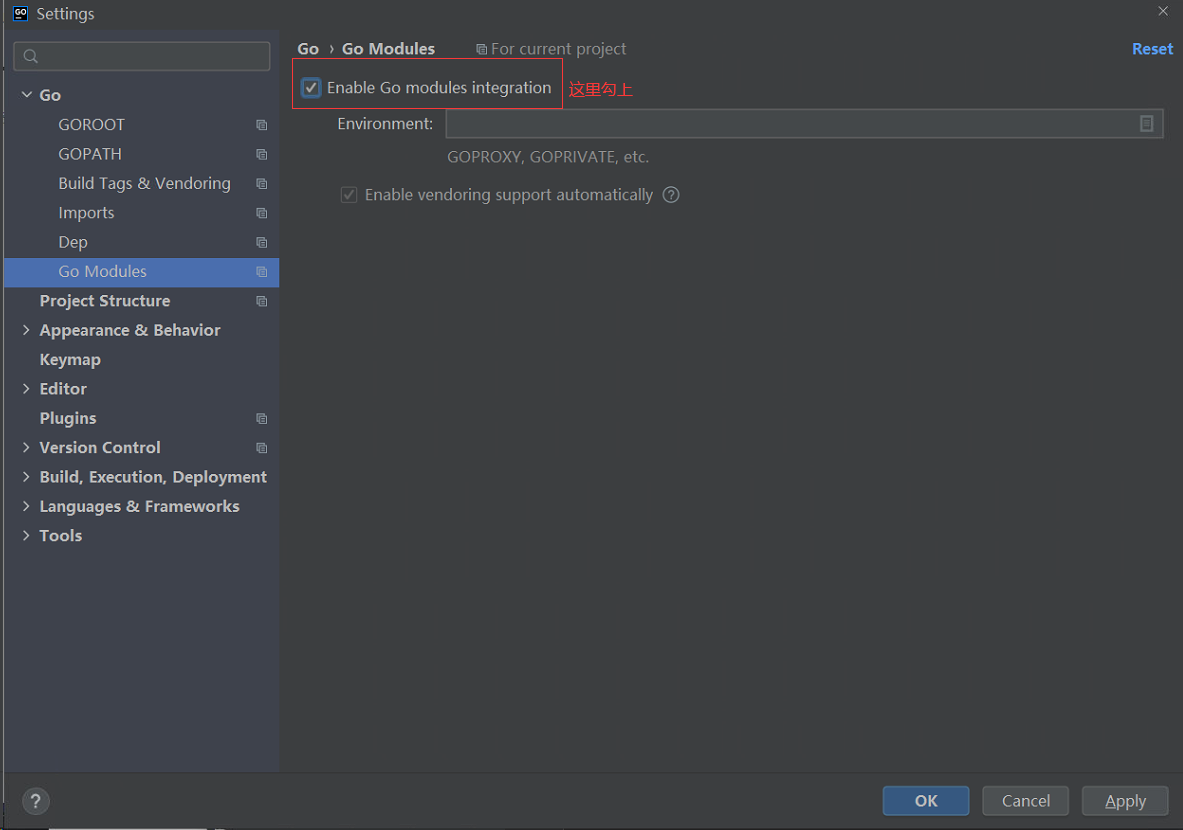 GO Settings
Go › Go Modules For current project Reset
Enable Go modules integration 这里勾上
Environment:
GOPROXY, GOPRIVATE, etc.
Enable vendoring support automatically ?
Go
GOROOT
GOPATH
Build Tags & Vendoring
Imports
Dep
Go Modules
Project Structure
Appearance & Behavior
Keymap
Editor
Plugins
Version Control
Build, Execution, Deployment
Languages & Frameworks
Tools
? OK Cancel Apply